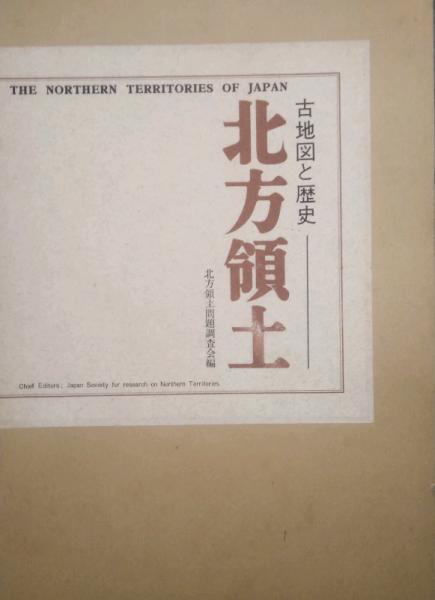 THE NORTHERN TERRITORIES OF JAPAN
古地図と歴史
北方領土
北方領土問題調査会編
Chief Editors; Japan Society for research on Northern Territories